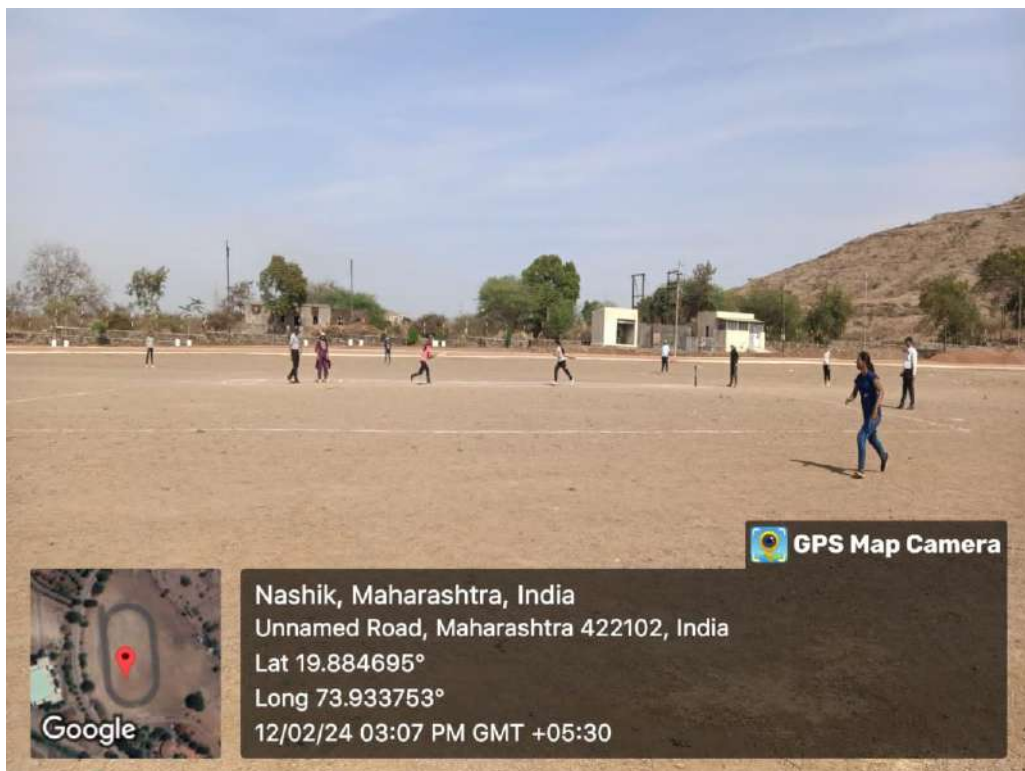 GPS Map Camera
Nashik, Maharashtra, India
Unnamed Road, Maharashtra 422102, India
Lat 19.884695°
Long 73.933753°
12/02/24 03:07 PM GMT +05:30
Google